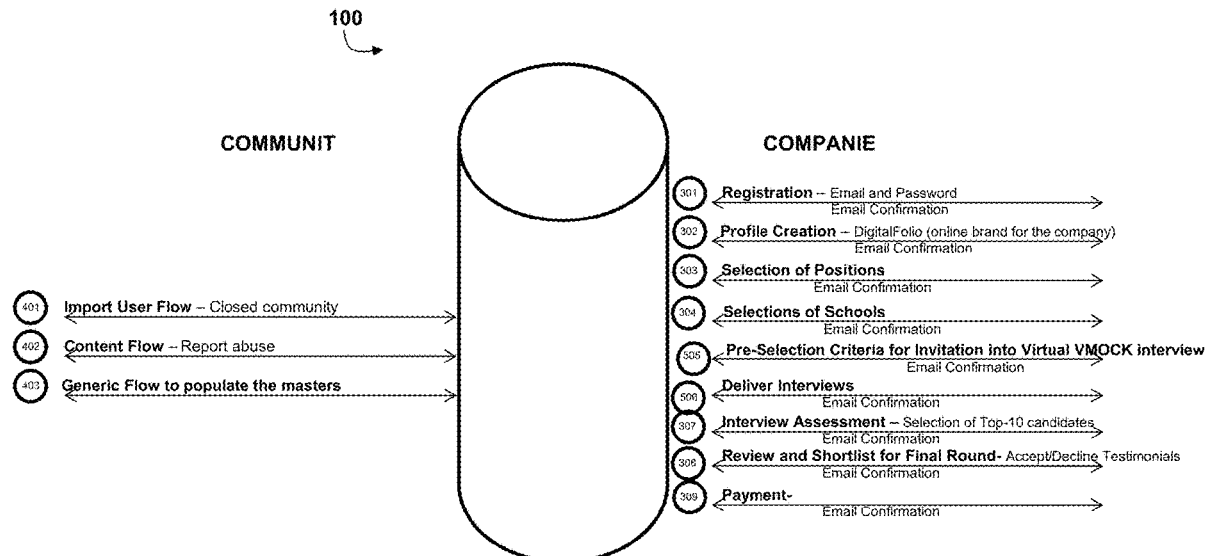 100
COMMUNIT
COMPANIE
301 Registration – Email and Password
Email Confirmation
302 Profile Creation – DigitalFolio (online brand for the company)
Email Confirmation
303 Selection of Positions
Email Confirmation
304 Selections of Schools
Email Confirmation
505 Pre-Selection Criteria for Invitation into Virtual VMOCK interview
Email Confirmation
506 Deliver Interviews
Email Confirmation
307 Interview Assessment – Selection of Top-10 candidates
Email Confirmation
308 Review and Shortlist for Final Round- Accept/Decline Testimonials
Email Confirmation
309 Payment-
Email Confirmation
401 Import User Flow – Closed community
402 Content Flow – Report abuse
403 Generic Flow to populate the masters